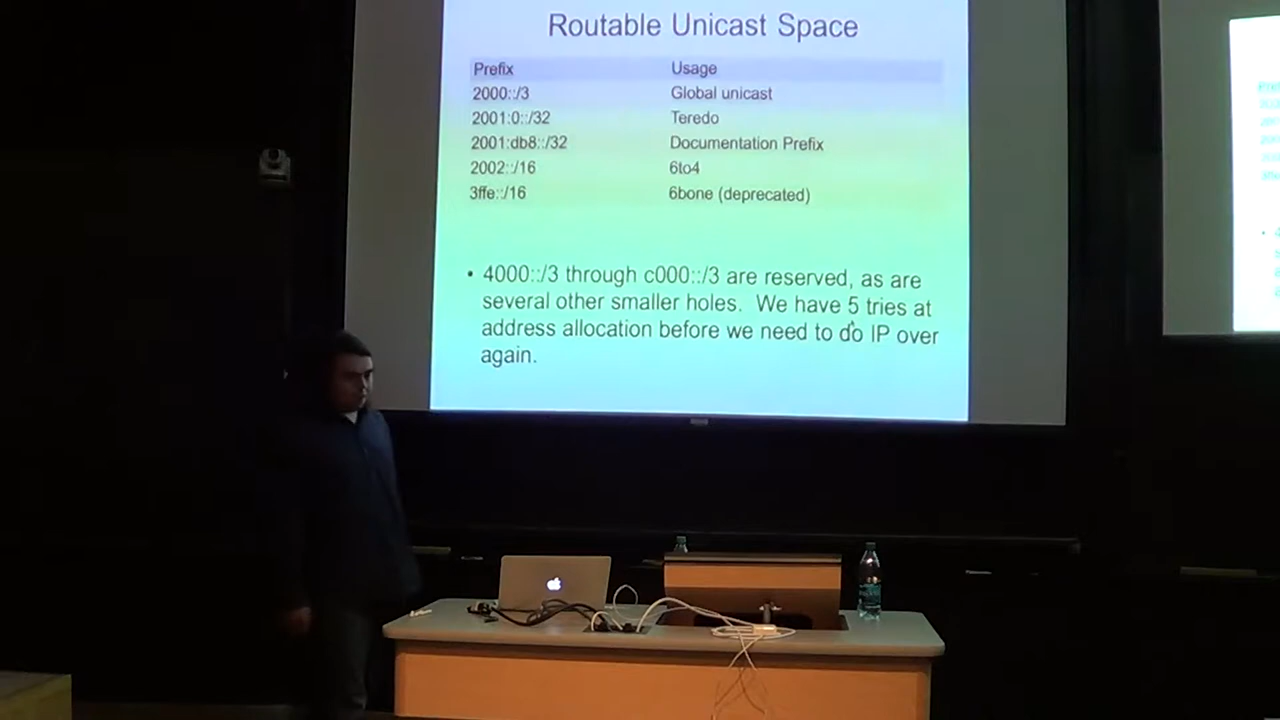 Routable Unicast Space
Prefix Usage
2000::/3 Global unicast
2001:0::/32 Teredo
2001:db8::/32 Documentation Prefix
2002::/16 6to4
3ffe::/16 6bone (deprecated)
• 4000::/3 through c000::/3 are reserved, as are
several other smaller holes. We have 5 tries at
address allocation before we need to do IP over
again.